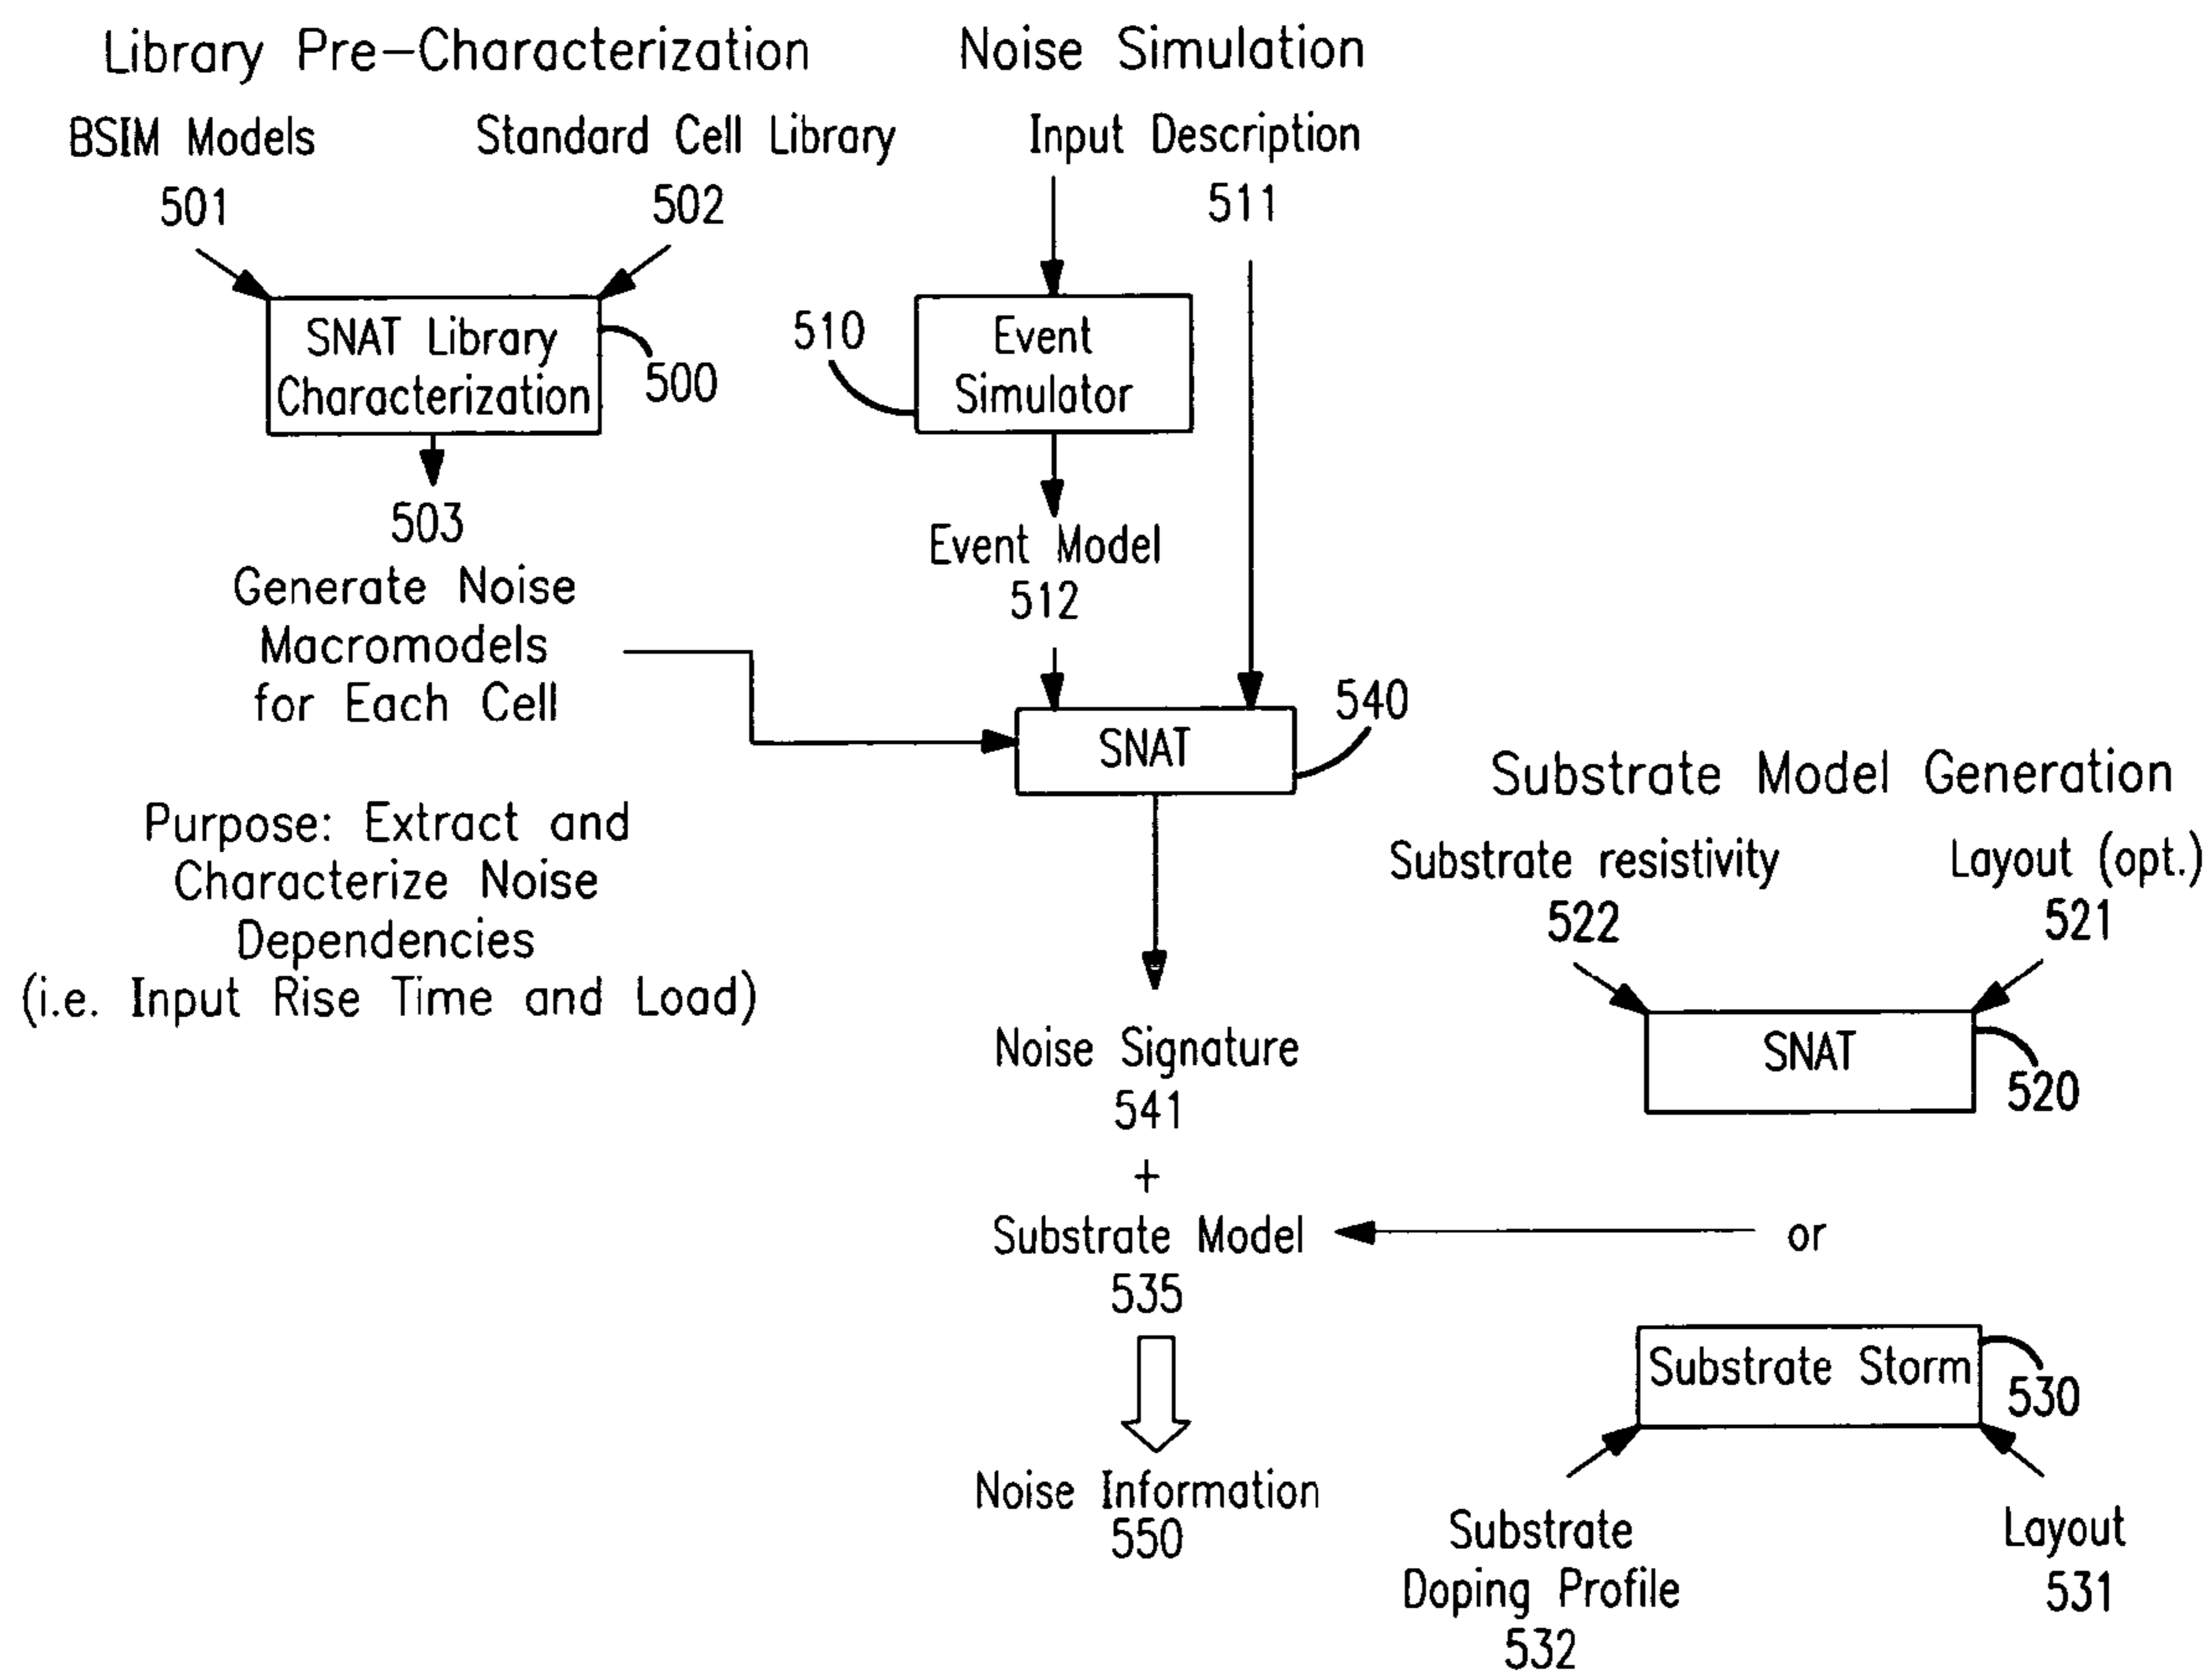 Library Pre-Characterization
BSIM Models
501
Standard Cell Library
502
SNAT Library
Characterization
500
503
Generate Noise
Macromodels
for Each Cell
Purpose: Extract and
Characterize Noise
Dependencies
(i.e. Input Rise Time and Load)
Noise Simulation
Input Description
511
510
Event
Simulator
Event Model
512
SNAT
540
Noise Signature
541
+
Substrate Model
535
Noise Information
550
Substrate Model Generation
Substrate resistivity
522
Layout (opt.)
521
SNAT
520
or
Substrate Storm
530
Substrate
Doping Profile
532
Layout
531